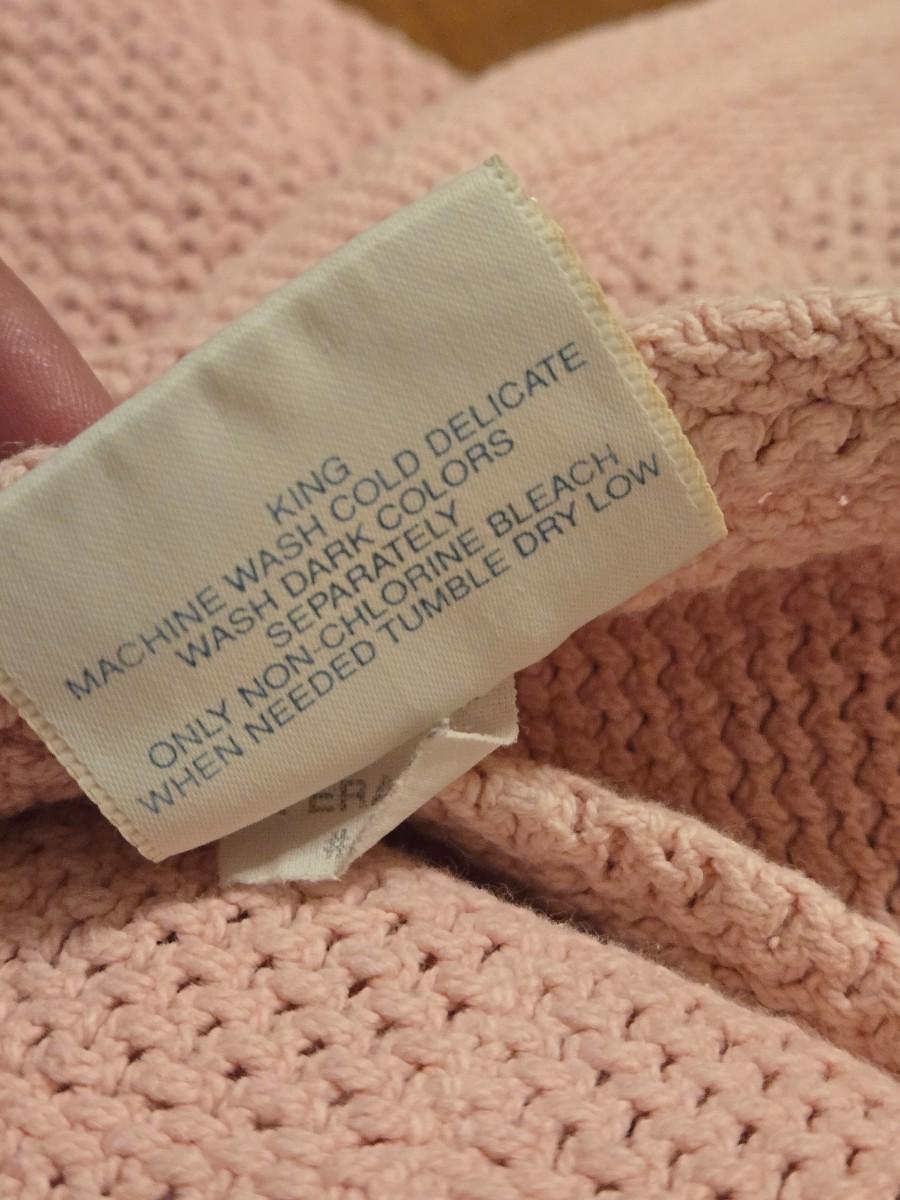 KING
MACHINE WASH COLD DELICATE
WASH DARK COLORS
SEPARATELY
ONLY NON-CHLORINE BLEACH
WHEN NEEDED TUMBLE DRY LOW
#